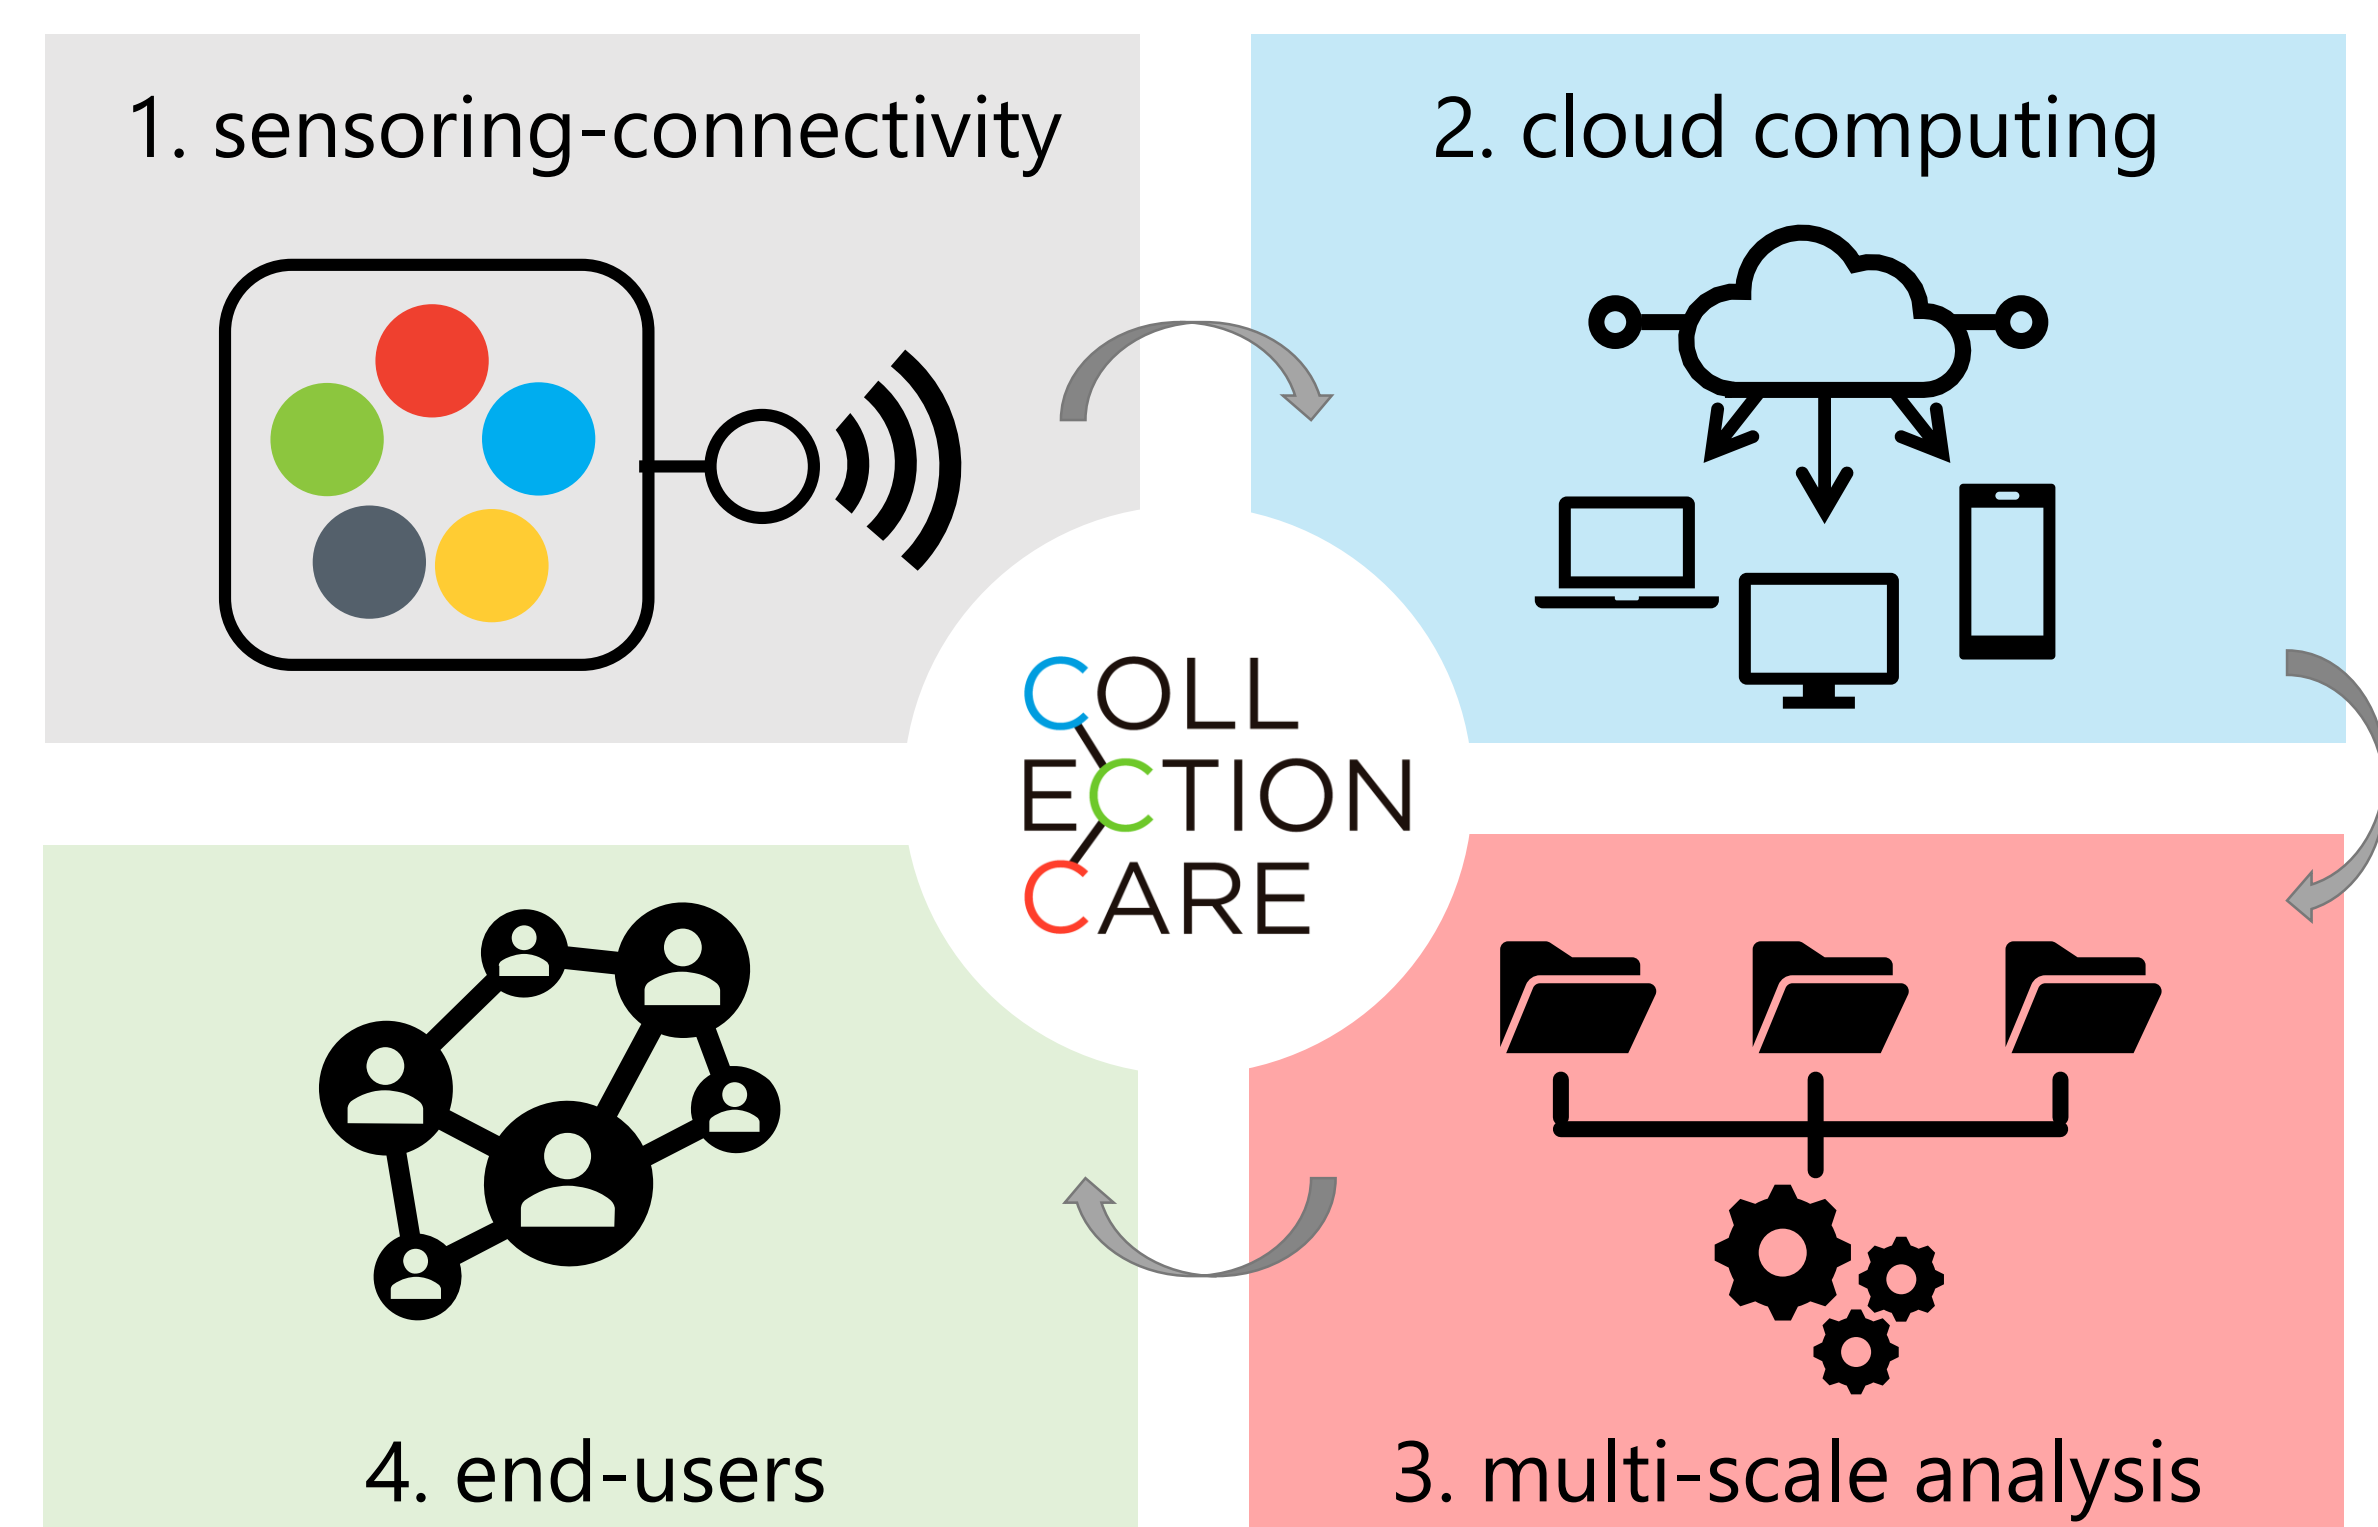 1. sensoring-connectivity
2. cloud computing
COLL
ECTION
CARE
4. end-users
3. multi-scale analysis